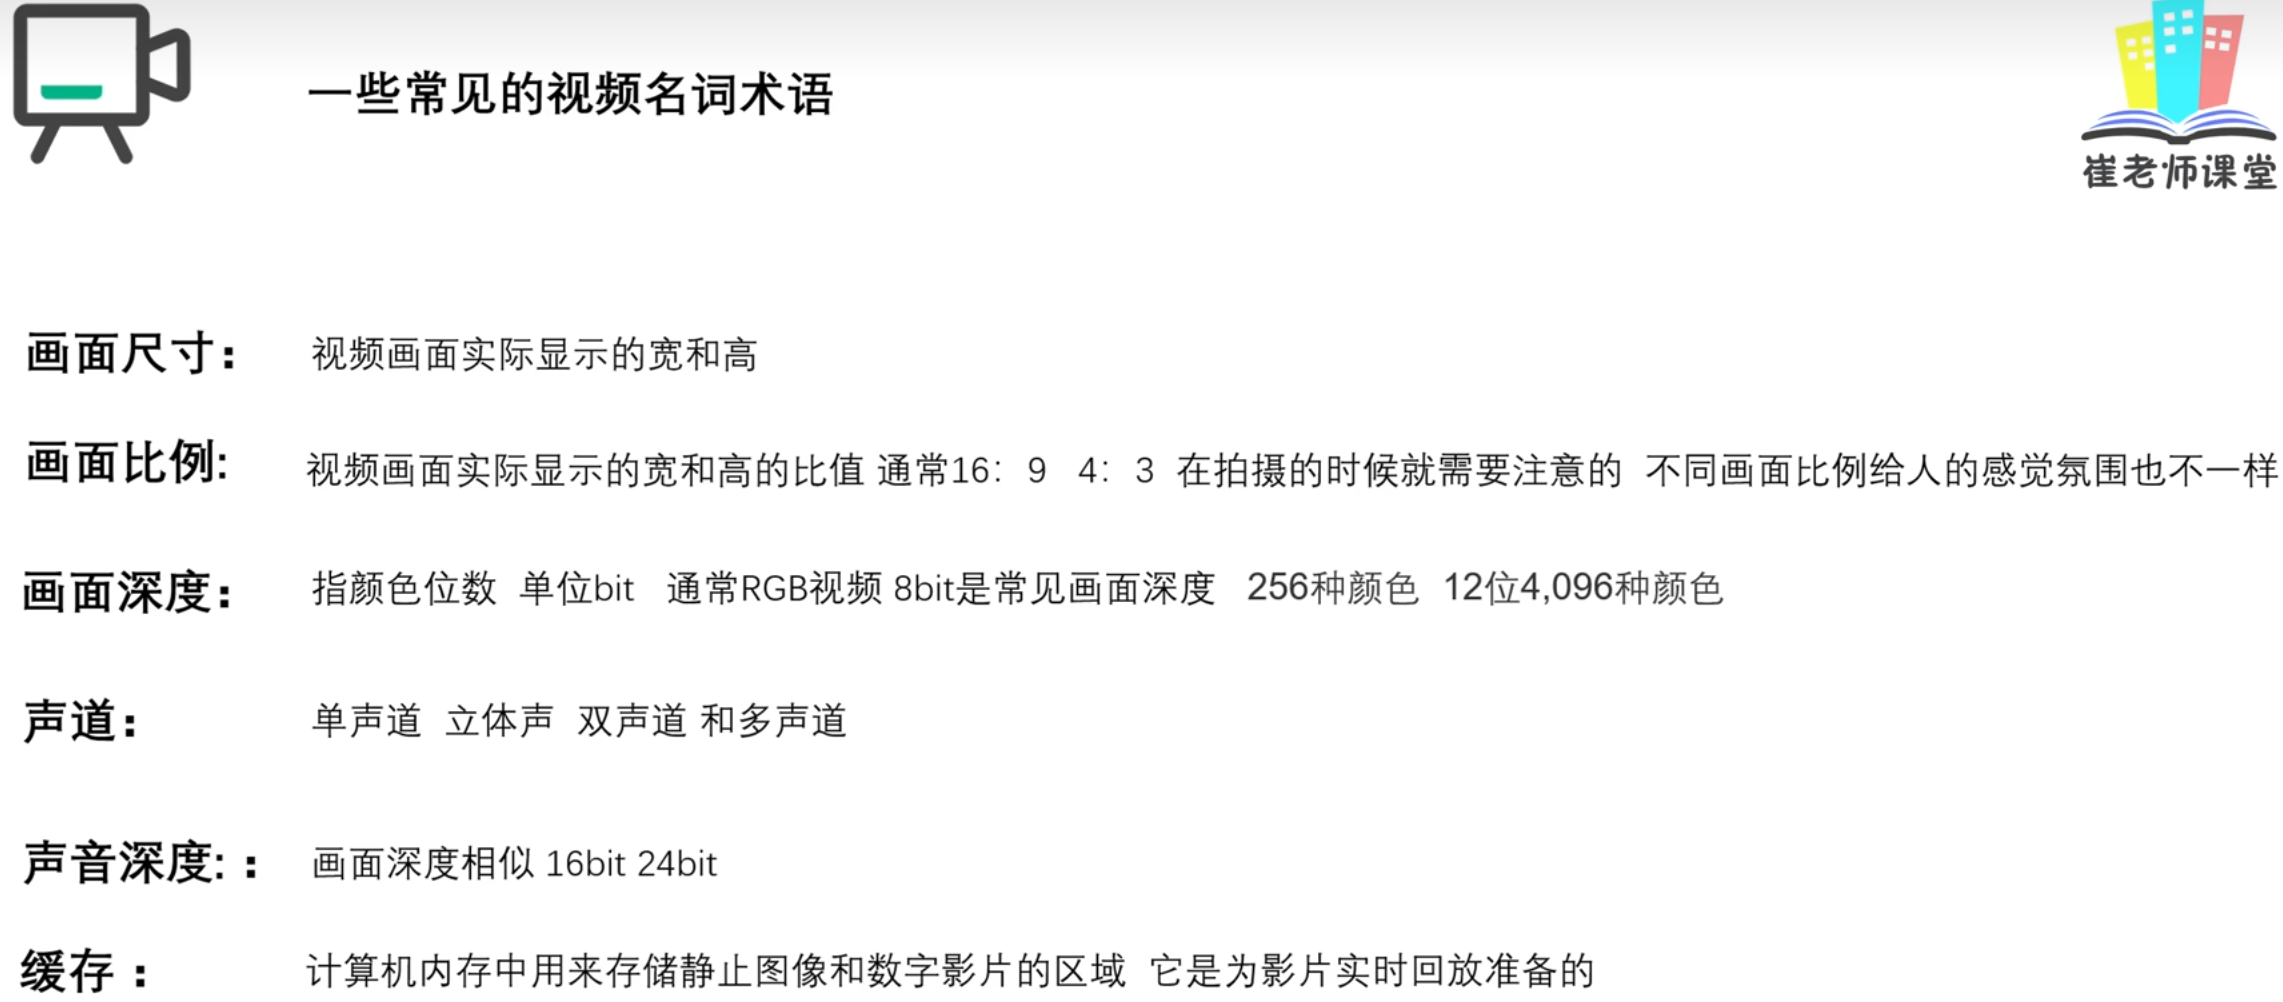 一些常见的视频名词术语
崔老师课堂
画面尺寸： 视频画面实际显示的宽和高
画面比例: 视频画面实际显示的宽和高的比值 通常16：9 4：3 在拍摄的时候就需要注意的 不同画面比例给人的感觉氛围也不一样
画面深度： 指颜色位数 单位bit 通常RGB视频 8bit是常见画面深度 256种颜色 12位4,096种颜色
声道： 单声道 立体声 双声道 和多声道
声音深度:： 画面深度相似 16bit 24bit
缓存 ： 计算机内存中用来存储静止图像和数字影片的区域 它是为影片实时回放准备的